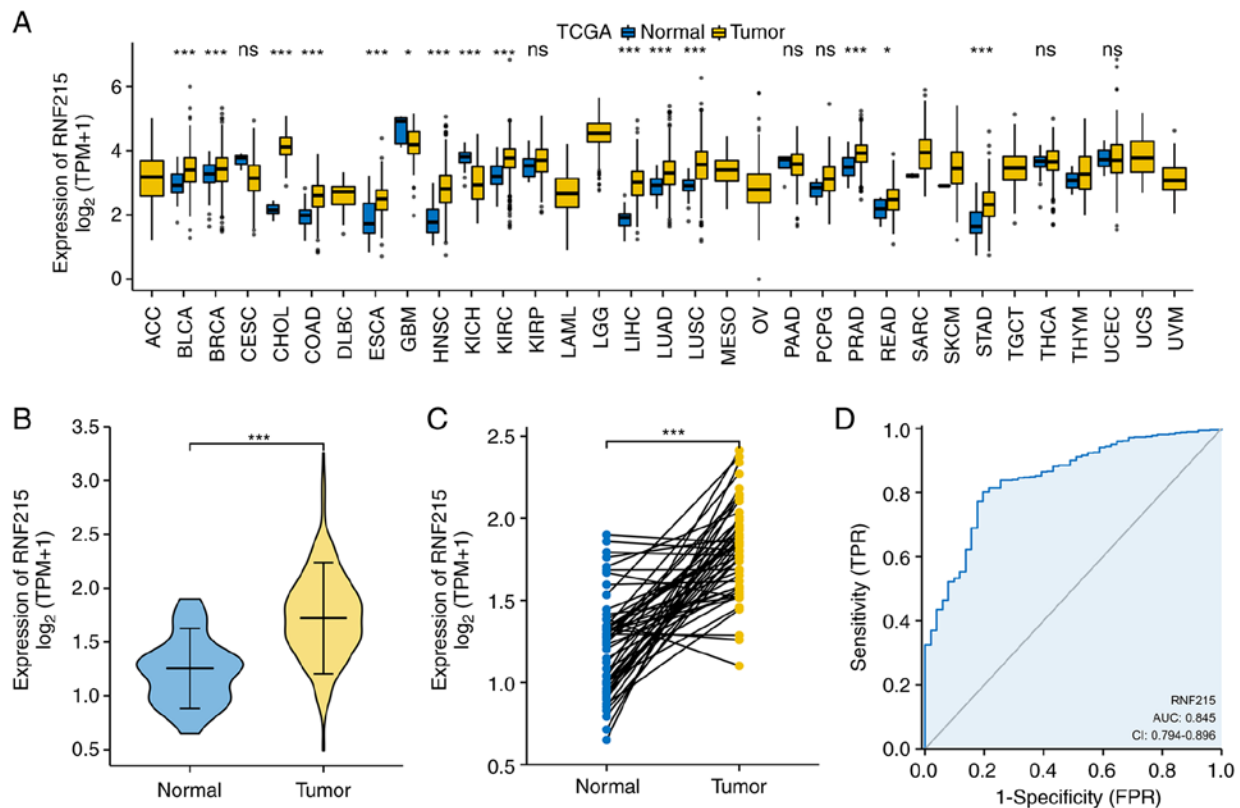 A
TCGA Normal Tumor
Expression of RNF215
log₂ (TPM+1)
*** *** ns *** *** *** * *** *** *** ns *** *** *** ns ns *** * *** ns ns
6
4
2
0
ACC BLCA BRCA CESC CHOL COAD DLBC ESCA GBM HNSC KICH KIRC KIRP LAML LGG LIHC LUAD LUSC MESO OV PAAD PCPG PRAD READ SARC SKCM STAD TGCT THCA THYM UCEC UCS UVM
B
Expression of RNF215
log₂ (TPM+1)
3.5
3.0
2.5
2.0
1.5
1.0
0.5
***
Normal Tumor
C
Expression of RNF215
log₂ (TPM+1)
2.5
2.0
1.5
1.0
0.5
***
Normal Tumor
D
Sensitivity (TPR)
1.0
0.8
0.6
0.4
0.2
0.0
RNF215
AUC: 0.845
CI: 0.794-0.896
0.0 0.2 0.4 0.6 0.8 1.0
1-Specificity (FPR)